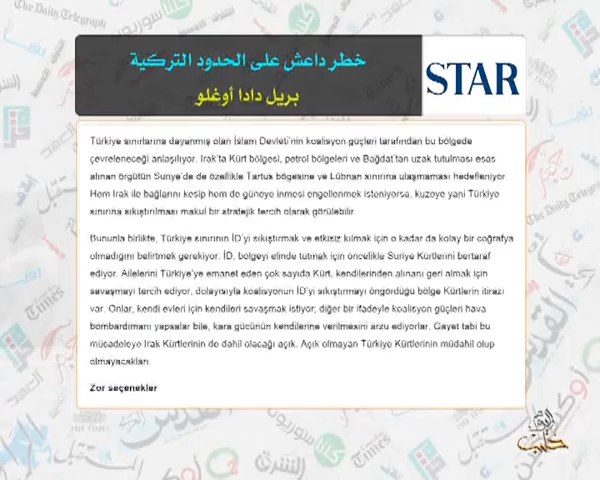 خطر داعش على الحدود التركية
بريل دادا أوغلو
STAR
Türkiye sınırlarına dayanmış olan İslam Devleti'nin koalisyon güçleri tarafından bu bölgede
çevreleneceği anlaşılıyor. Irak'ta Kürt bölgesi, petrol bölgeleri ve Bağdat'tan uzak tutulması esas
alınan örgütün Suriye'de de özellikle Tartus bögesine ve Lübnan sınırına ulaşmaması hedefleniyor.
Hem Irak ile bağlarını kesip hem de güneye inmesi engellenmek isteniyorsa, kuzeye yani Türkiye
sınırına sıkıştırılması makul bir stratejik tercih olarak görülebilir.
Bununla birlikte, Türkiye sınırının İD'yi sıkıştırmak ve etkisiz kılmak için o kadar da kolay bir coğrafya
olmadığını belirtmek gerekiyor. İD, bölgeyi elinde tutmak için öncelikle Suriye Kürtlerini bertaraf
ediyor. Ailelerini Türkiye'ye emanet eden çok sayıda Kürt, kendilerinden alınanı geri almak için
savaşmayı tercih ediyor, dolayısıyla koalisyonun İD'yi sıkıştırmayı öngördüğü bölge Kürtlerin itirazı
var. Onlar, kendi evleri için kendileri savaşmak istiyor; diğer bir ifadeyle koalisyon güçleri hava
bombardımanı yapsalar bile, kara gücünün kendilerine verilmesini arzu ediyorlar. Gayet tabi bu
mücadeleye Irak Kürtlerinin de dahil olacağı açık. Açık olmayan Türkiye Kürtlerinin müdahil olup
olmayacakları.
Zor seçenekler